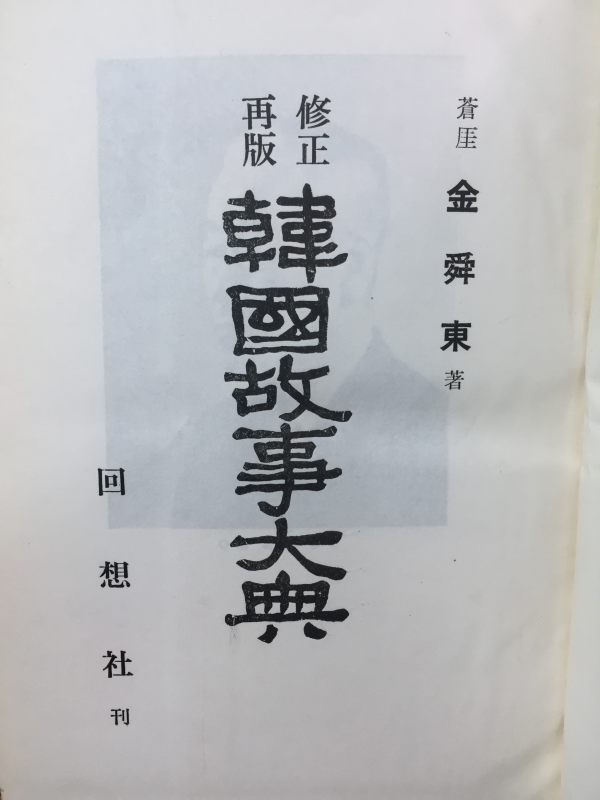 蒼厓 金舜東 著
修正
再版
韓國故事大典
回想社 刊